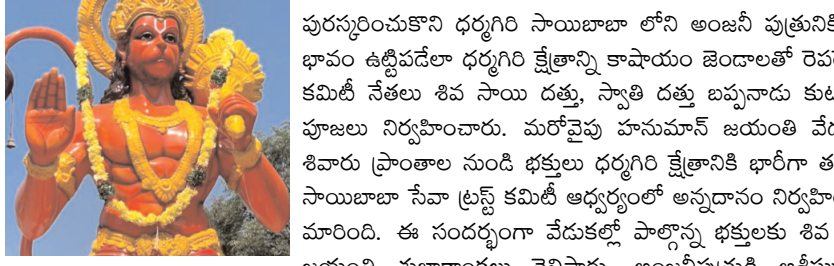 పురస్కరించుకొని ధర్మగిరి సాయిబాబా లోని అంజనీ పుత్రునికి
భావం ఉట్టిపడేలా ధర్మగిరి క్షేత్రాన్ని కాషాయం జెండాలతో
కమిటీ నేతలు శివ సాయి దత్తు, స్వాతి దత్తు బప్పనాడు
పూజలు నిర్వహించారు. మరోవైపు హనుమాన్ జయంతి
శివారు ప్రాంతాల నుండి భక్తులు ధర్మగిరి క్షేత్రానికి భారీగా
సాయిబాబా సేవా ట్రస్ట్ కమిటీ ఆధ్వర్యంలో అన్నదానం
మారింది. ఈ సందర్భంగా వేడుకల్లో పాల్గొన్న భక్తులకు శివ